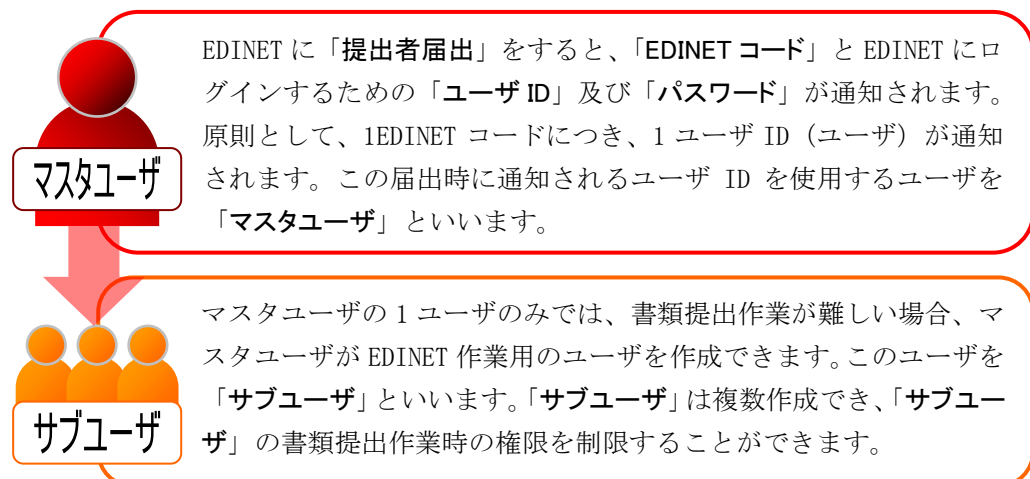 EDINET に「提出者届出」をすると、「EDINET コード」と EDINET にロ
グインするための「ユーザ ID」及び「パスワード」が通知されます。
原則として、1EDINET コードにつき、1 ユーザ ID（ユーザ）が通知
されます。この届出時に通知されるユーザ ID を使用するユーザを
「マスタユーザ」といいます。
マスタユーザ
マスタユーザの 1 ユーザのみでは、書類提出作業が難しい場合、マ
スタユーザが EDINET 作業用のユーザを作成できます。このユーザを
「サブユーザ」といいます。「サブユーザ」は複数作成でき、「サブユー
ザ」の書類提出作業時の権限を制限することができます。
サブユーザ